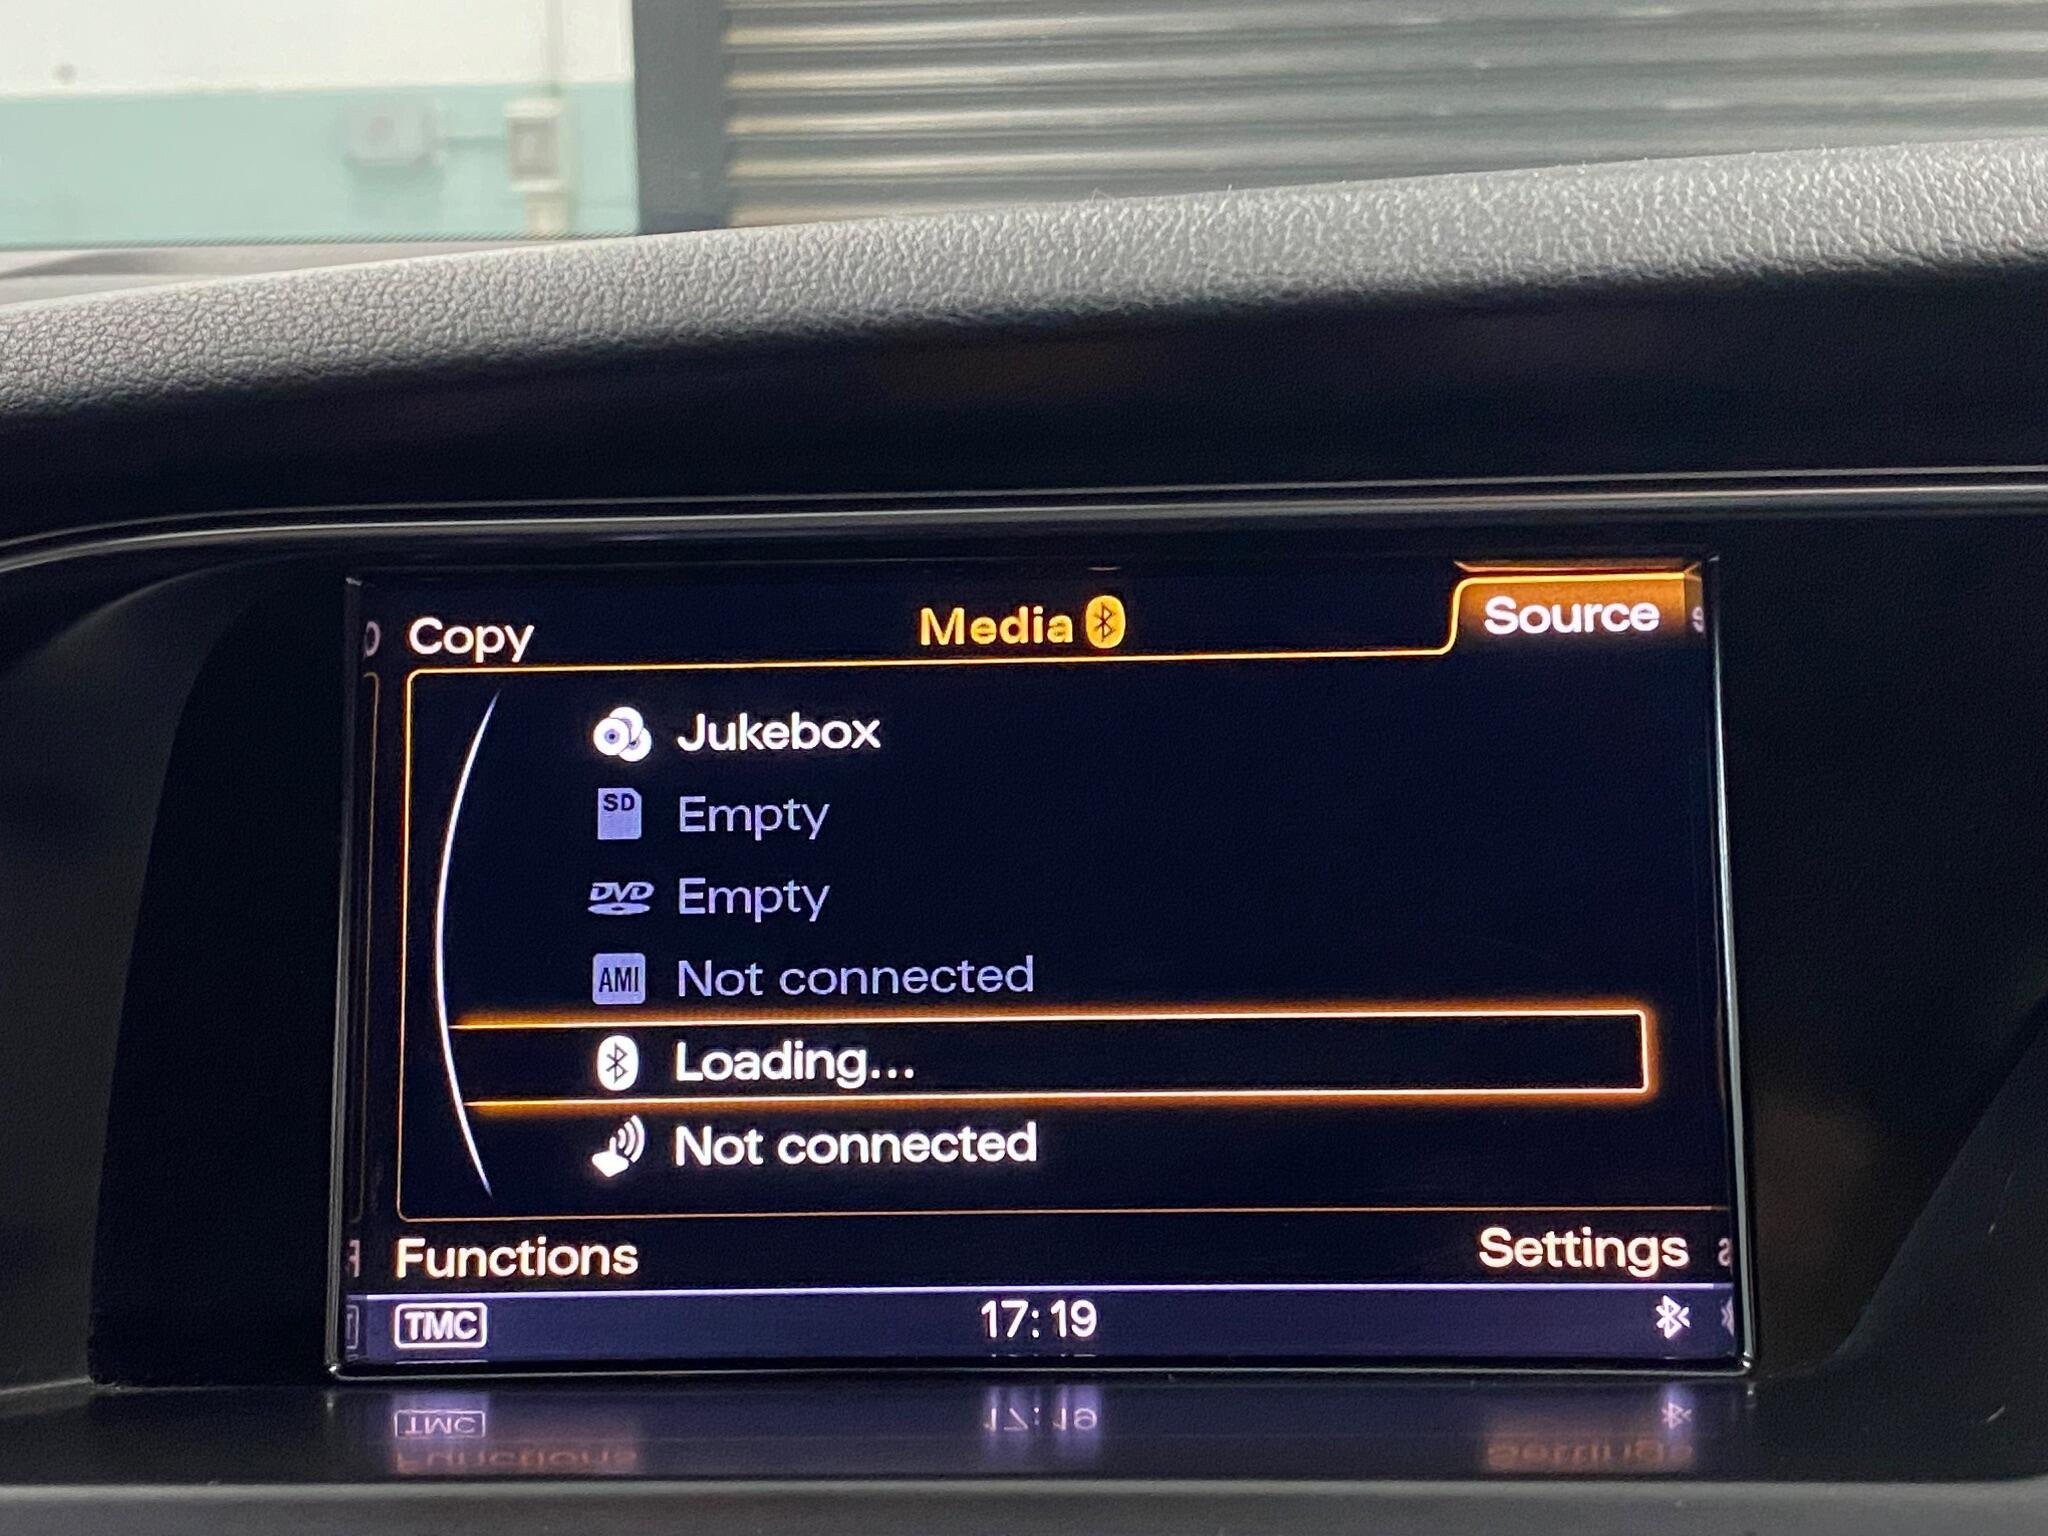 Copy
Media
Source
Jukebox
SD Empty
DVD Empty
AMI Not connected
Loading...
Not connected
Functions
Settings
TMC
17:19